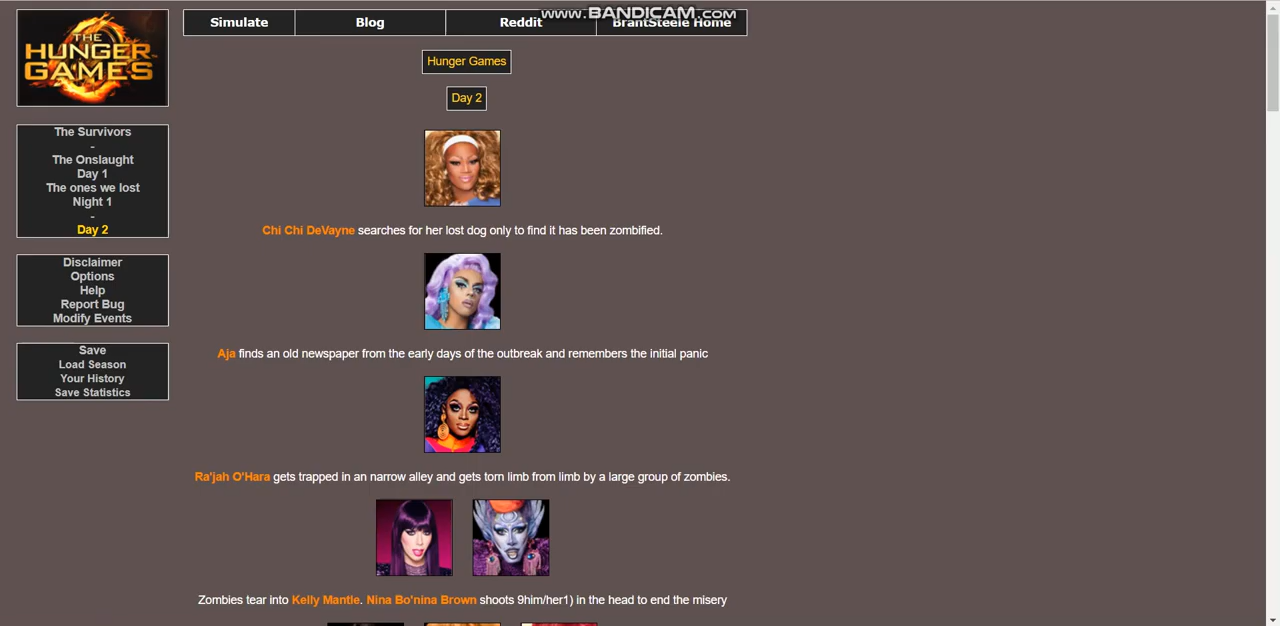 www.BANDICAM.com
THE
HUNGER
GAMES
Simulate
Blog
Reddit
BrantSteele Home
The Survivors
-
The Onslaught
Day 1
The ones we lost
Night 1
-
Day 2
Disclaimer
Options
Help
Report Bug
Modify Events
Save
Load Season
Your History
Save Statistics
Hunger Games
Day 2
Chi Chi DeVayne searches for her lost dog only to find it has been zombified.
Aja finds an old newspaper from the early days of the outbreak and remembers the initial panic
Ra'jah O'Hara gets trapped in an narrow alley and gets torn limb from limb by a large group of zombies.
Zombies tear into Kelly Mantle. Nina Bo'nina Brown shoots 9him/her1) in the head to end the misery